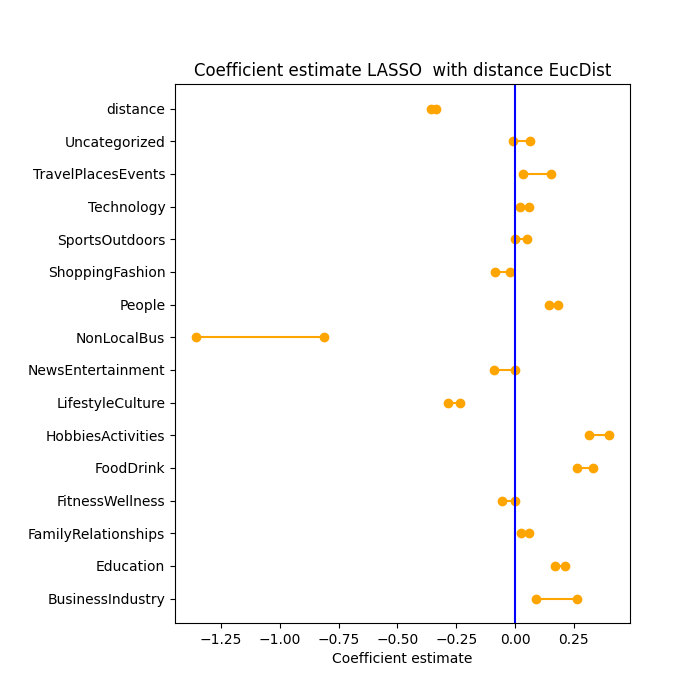 Coefficient estimate LASSO  with distance EucDist
distance
Uncategorized
TravelPlacesEvents
Technology
SportsOutdoors
ShoppingFashion
People
NonLocalBus
NewsEntertainment
LifestyleCulture
HobbiesActivities
FoodDrink
FitnessWellness
FamilyRelationships
Education
BusinessIndustry
−1.25 −1.00 −0.75 −0.50 −0.25 0.00 0.25
Coefficient estimate